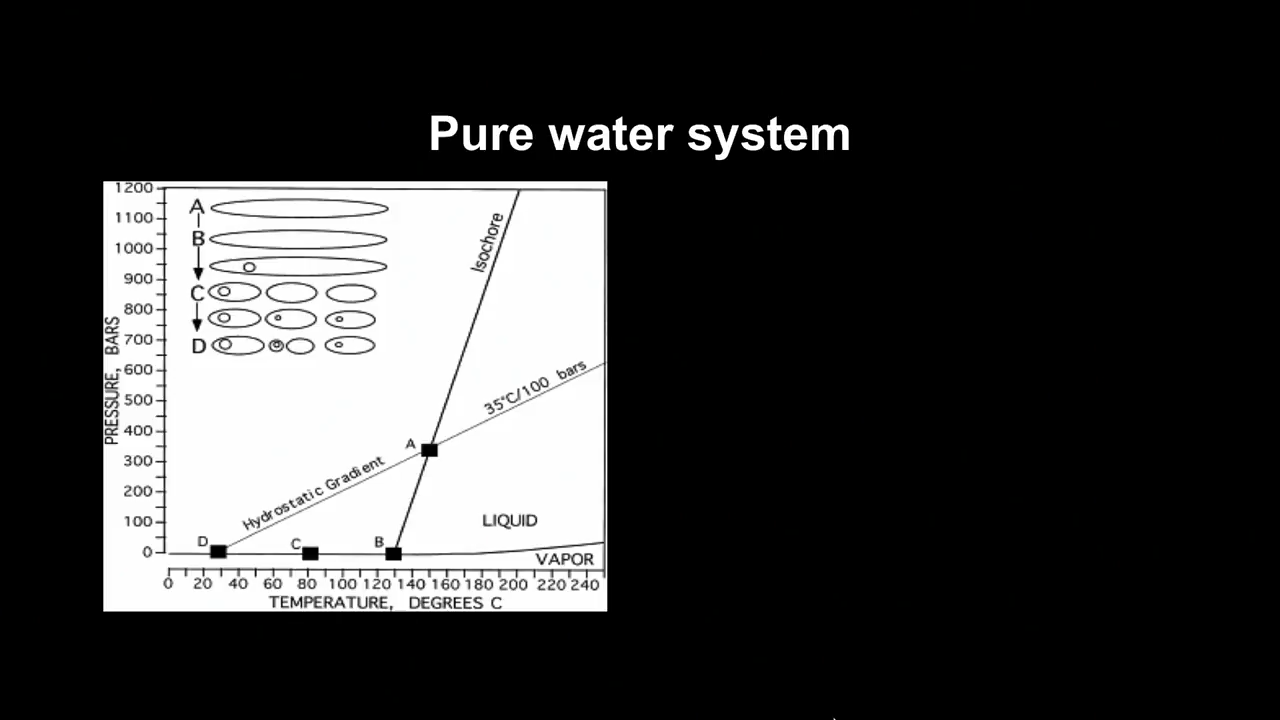 Pure water system
1200
1100
1000
900
800
700
600
500
400
300
200
100
0
PRESSURE, BARS
A
B
C
D
Isochore
35°C/100 bars
Hydrostatic Gradient
A
D
C
B
LIQUID
VAPOR
0 20 40 60 80 100 120 140 160 180 200 220 240
TEMPERATURE, DEGREES C